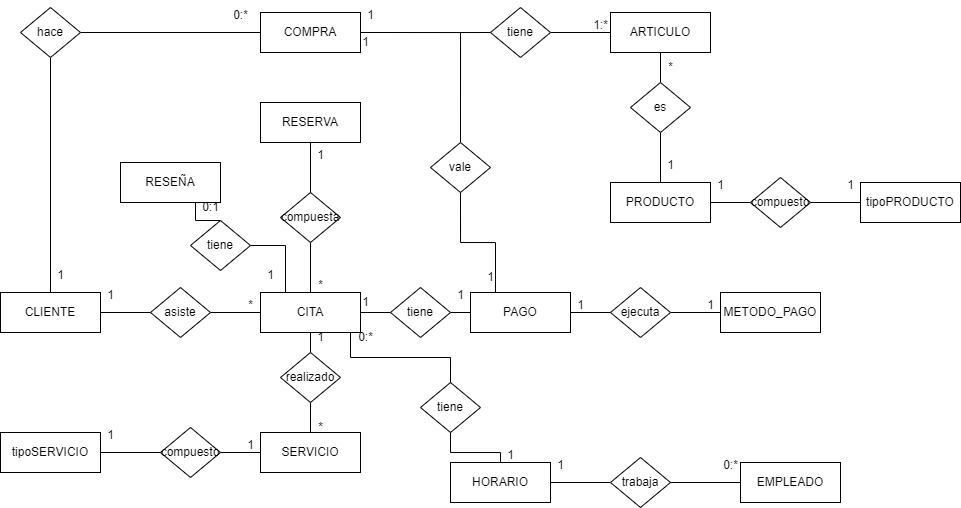 0:*
1
hace
COMPRA
tiene
1:*
ARTICULO
1
*
es
RESERVA
1
vale
RESEÑA
1
PRODUCTO
1
compuesto
1
tipoPRODUCTO
0:1
compuesta
tiene
1
1
*
1
CLIENTE
1
asiste
*
CITA
1
tiene
1
PAGO
1
ejecuta
1
METODO_PAGO
1
0:*
realizado
tiene
*
tipoSERVICIO
1
compuesto
1
SERVICIO
1
HORARIO
1
trabaja
0:*
EMPLEADO